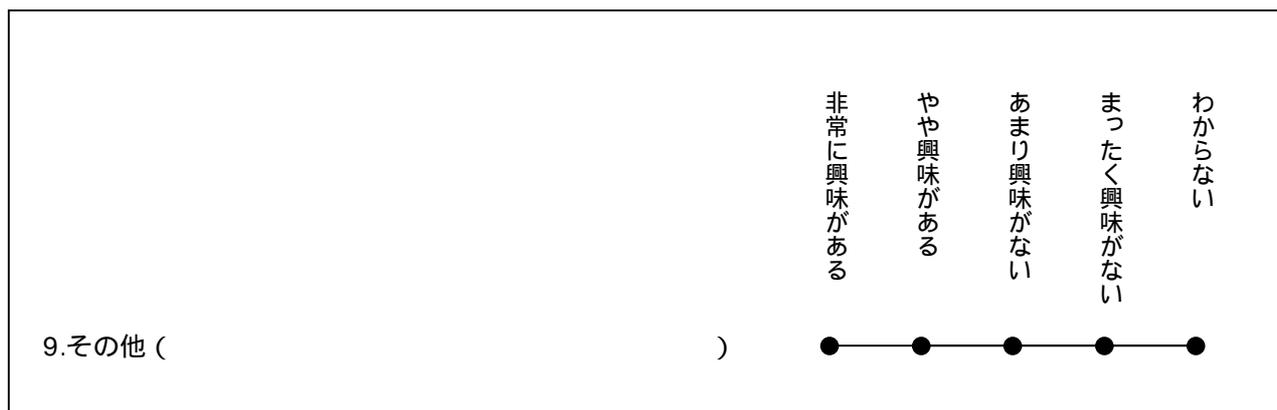 非常に興味がある
やや興味がある
あまり興味がない
まったく興味がない
わからない
9.その他（　　　　　　　　　　）